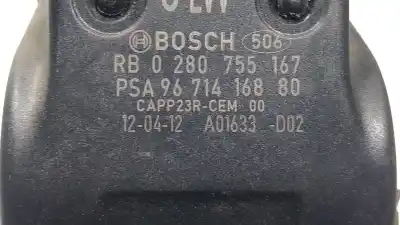 BOSCH 506
RB 0 280 755 167
PSA 96 714 168 80
CAPP23R-CEM 00
12-04-12 A01633 -D02